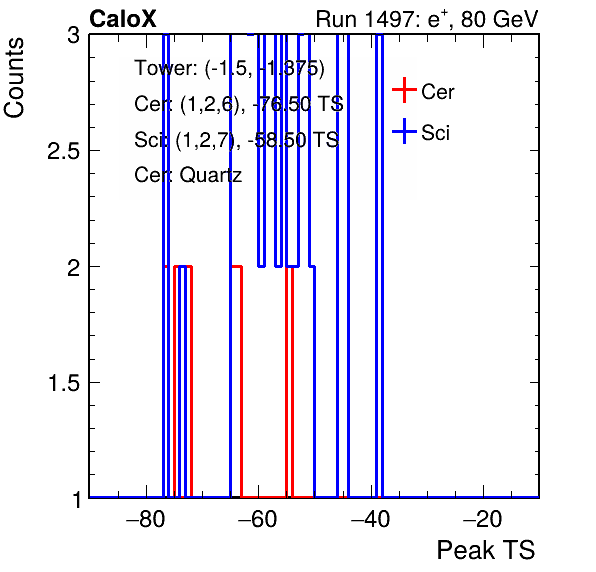 CaloX
Run 1497: e+, 80 GeV
Counts
3
2.5
2
1.5
1
Tower: (-1.5, -1.875)
Cer: (1,2,6), -76.50 TS
Sci: (1,2,7), -58.50 TS
Cer: Quartz
Cer
Sci
−80
−60
−40
−20
Peak TS